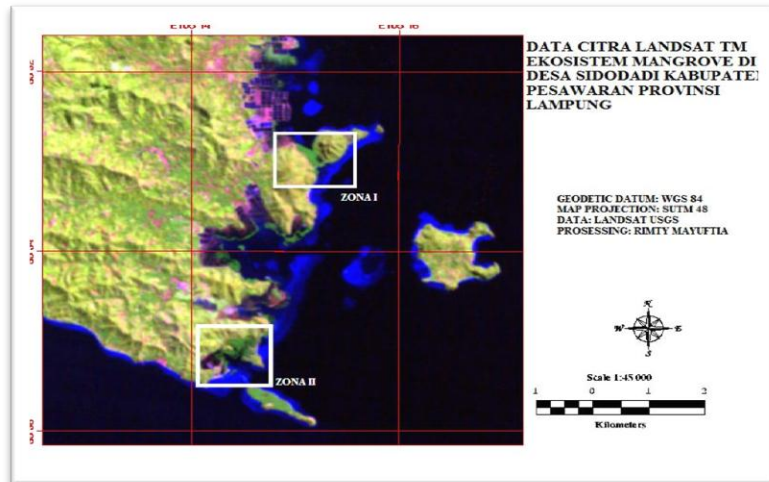 DATA CITRA LANDSAT TM
EKOSISTEM MANGROVE DI
DESA SIDODADI KABUPATE
PESAWARAN PROVINSI
LAMPUNG
ZONA I
GEODETIC DATUM: WGS 84
MAP PROJECTION: SUTM 48
DATA: LANDSAT USGS
PROSESSING: RIMTY MAYUFTIA
W E
S
ZONA II
Scale 1:45 000
1 0 1 2
Kilometers